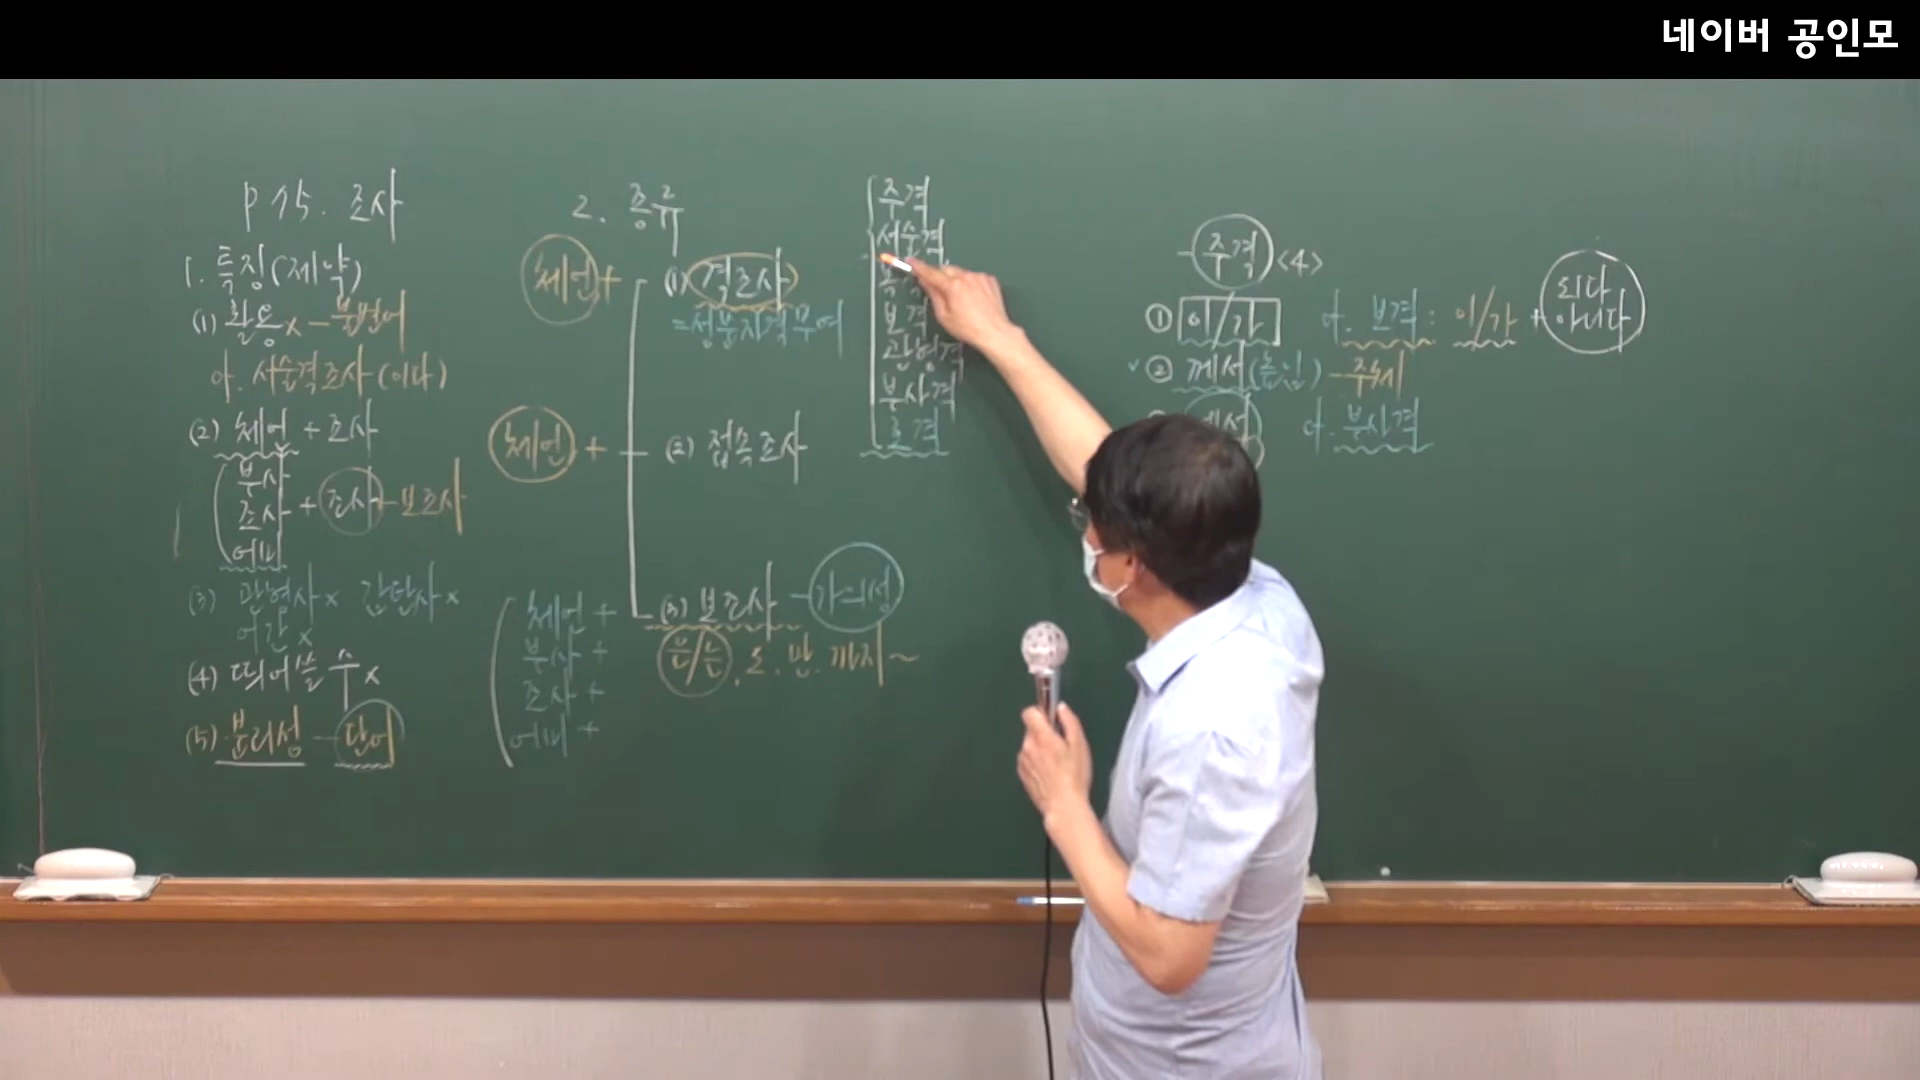 네이버 공인모
P 15. 조사
1. 특징(제약)
(1) 활용x - 불변어
아. 서술격조사(이다)
(2) 체언 + 조사
부사
조사 + 조사 - 보조사
어미
(3) 관형사x 감탄사x
어간x
(4) 띄어쓸 수 x
(5) 분리성 - 단어
2. 종류
체언+ (1) 격조사
=성분자격부여
체언 + (2) 접속조사
(3) 보조사 - 가의성
은/는. 도. 만. 까지~
체언 +
부사 +
조사 +
어미 +
주격
서술격
보격
관형격
부사격
호격
- 주격 <4>
① 이/가 아. 보격 : 이/가 + 되다 아니다
② 께서(높임) - 주체
에서 아. 부사격